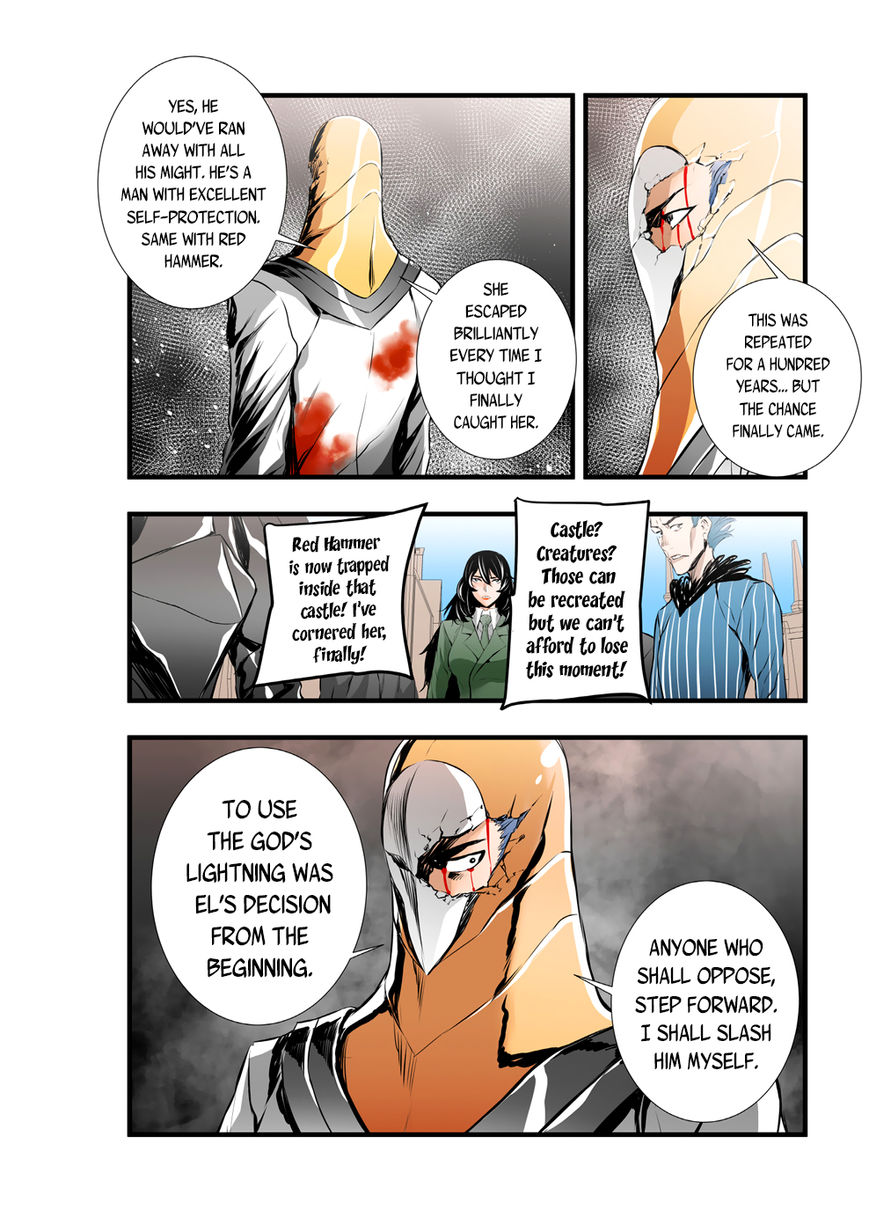 YES, HE
WOULD'VE RAN
AWAY WITH ALL
HIS MIGHT. HE'S A
MAN WITH EXCELLENT
SELF-PROTECTION.
SAME WITH RED
HAMMER.
SHE
ESCAPED
BRILLIANTLY
EVERY TIME I
THOUGHT I
FINALLY
CAUGHT HER.
THIS WAS
REPEATED
FOR A HUNDRED
YEARS... BUT
THE CHANCE
FINALLY CAME.
Red Hammer
is now trapped
inside that
castle! I've
cornered her,
finally!
Castle?
Creatures?
Those can
be recreated
but we can't
afford to lose
this moment!
TO USE
THE GOD'S
LIGHTNING WAS
EL'S DECISION
FROM THE
BEGINNING.
ANYONE WHO
SHALL OPPOSE,
STEP FORWARD.
I SHALL SLASH
HIM MYSELF.